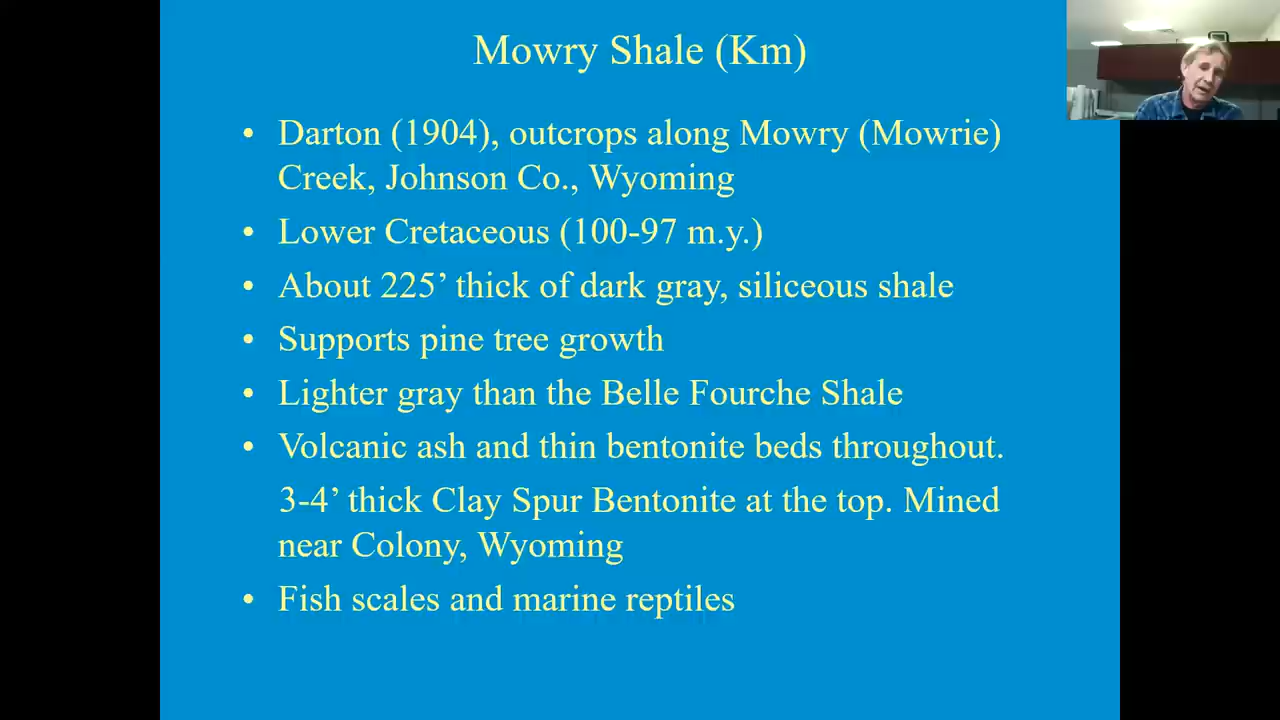 Mowry Shale (Km)
• Darton (1904), outcrops along Mowry (Mowrie)
Creek, Johnson Co., Wyoming
• Lower Cretaceous (100-97 m.y.)
• About 225’ thick of dark gray, siliceous shale
• Supports pine tree growth
• Lighter gray than the Belle Fourche Shale
• Volcanic ash and thin bentonite beds throughout.
3-4’ thick Clay Spur Bentonite at the top. Mined
near Colony, Wyoming
• Fish scales and marine reptiles